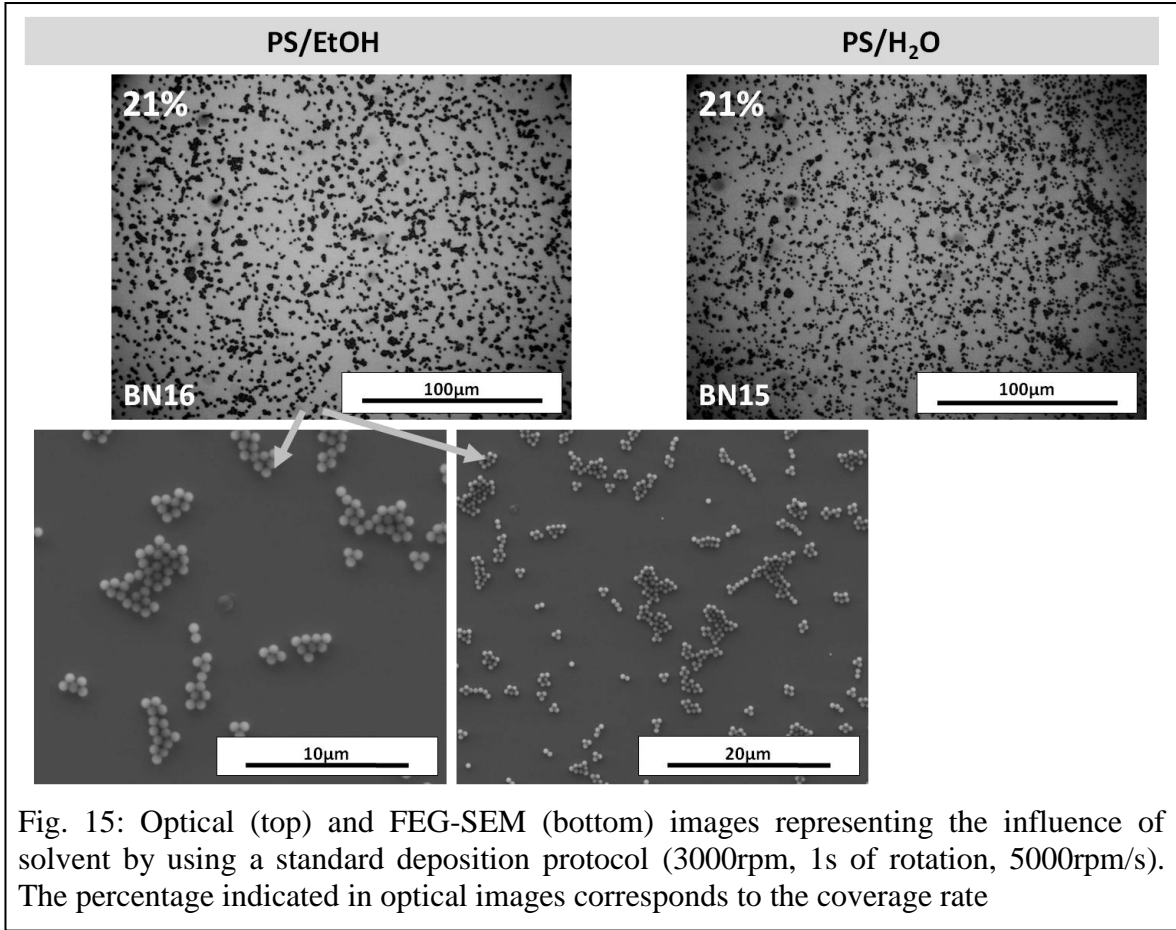 PS/EtOH
PS/H₂O
21%
21%
BN16
100µm
BN15
100µm
10µm
20µm
Fig. 15: Optical (top) and FEG-SEM (bottom) images representing the influence of
solvent by using a standard deposition protocol (3000rpm, 1s of rotation, 5000rpm/s).
The percentage indicated in optical images corresponds to the coverage rate